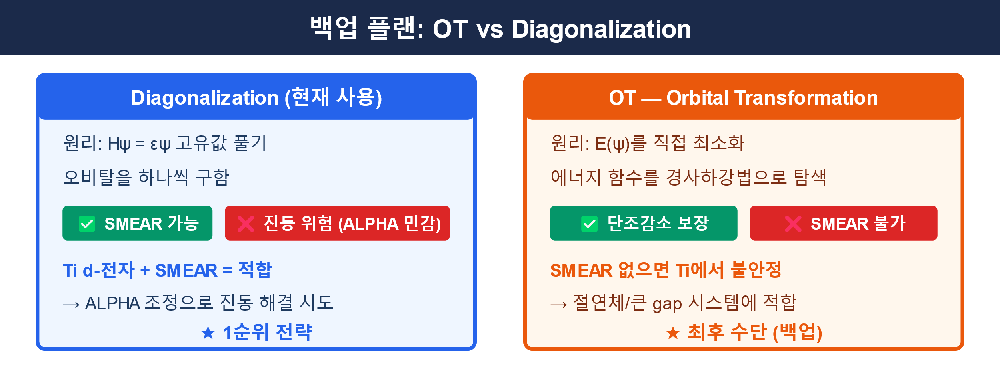 백업 플랜: OT vs Diagonalization
Diagonalization (현재 사용)
원리: Hψ = εψ 고유값 풀기
오비탈을 하나씩 구함
✅ SMEAR 가능
❌ 진동 위험 (ALPHA 민감)
Ti d-전자 + SMEAR = 적합
→ ALPHA 조정으로 진동 해결 시도
★ 1순위 전략
OT — Orbital Transformation
원리: E(ψ)를 직접 최소화
에너지 함수를 경사하강법으로 탐색
✅ 단조감소 보장
❌ SMEAR 불가
SMEAR 없으면 Ti에서 불안정
→ 절연체/큰 gap 시스템에 적합
★ 최후 수단 (백업)